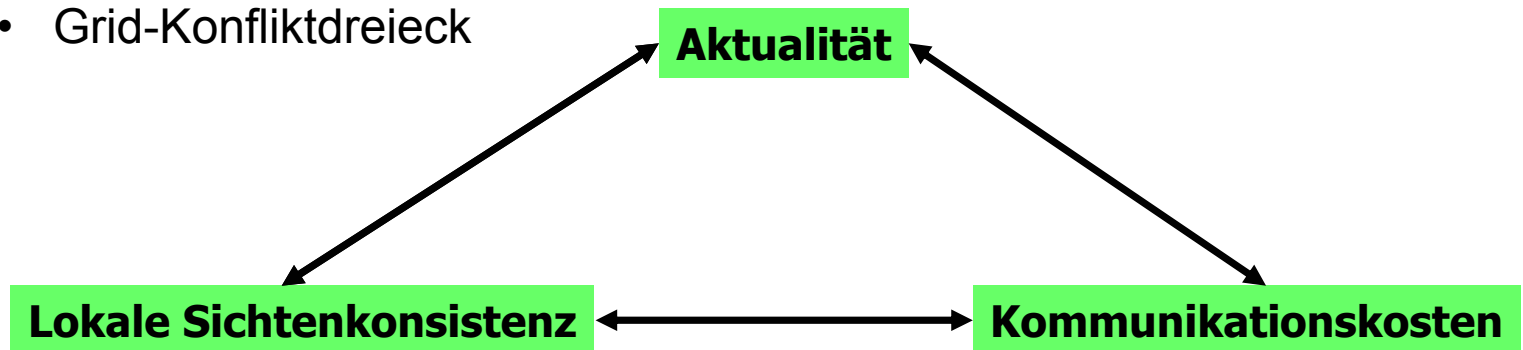 • Grid-Konfliktdreieck
Aktualität
Lokale Sichtenkonsistenz
Kommunikationskosten